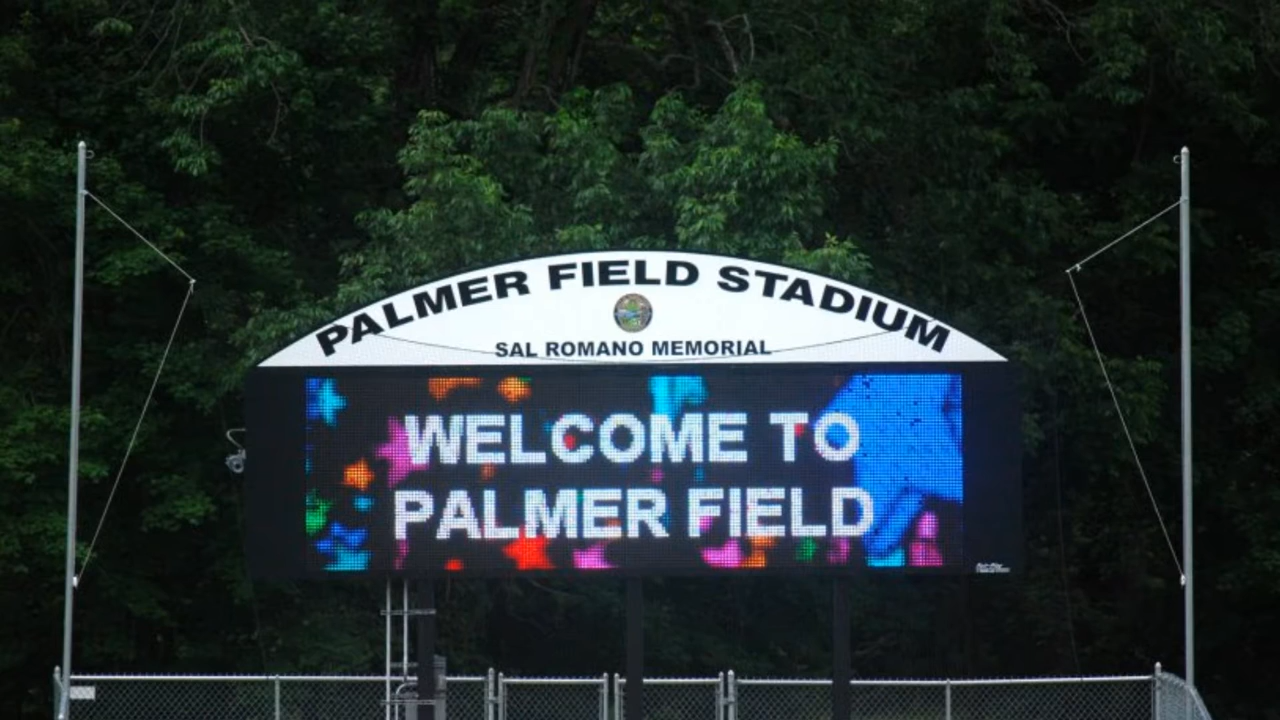 PALMER FIELD STADIUM
SAL ROMANO MEMORIAL
WELCOME TO
PALMER FIELD